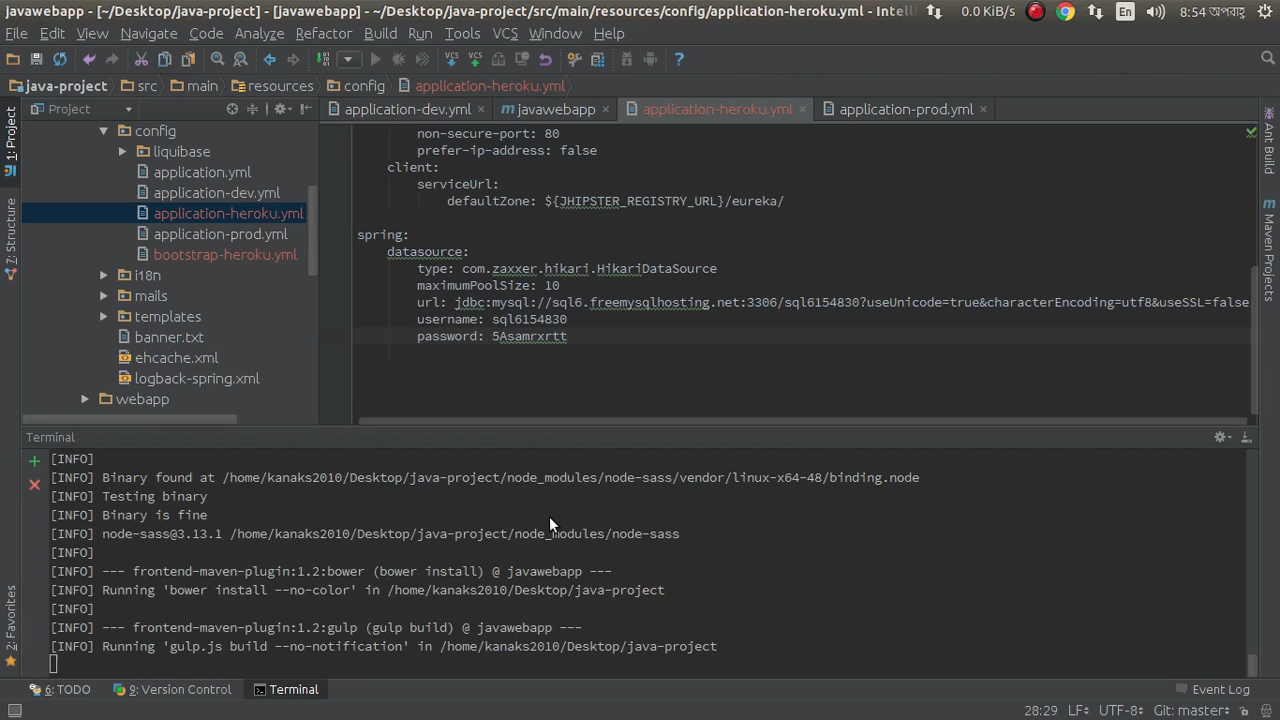 javawebapp - [~/Desktop/java-project] - [javawebapp] - ~/Desktop/java-project/src/main/resources/config/application-heroku.yml - Intell
0.0 KiB/s
En
8:54 অপরাহ্ণ
File Edit View Navigate Code Analyze Refactor Build Run Tools VCS Window Help
java-project src main resources config application-heroku.yml
Project
application-dev.yml javawebapp application-heroku.yml application-prod.yml
1: Project
Z: Structure
2: Favorites
Ant Build
Maven Projects
config
liquibase
application.yml
application-dev.yml
application-heroku.yml
application-prod.yml
bootstrap-heroku.yml
i18n
mails
templates
banner.txt
ehcache.xml
logback-spring.xml
webapp
non-secure-port: 80
prefer-ip-address: false
client:
serviceUrl:
defaultZone: ${JHIPSTER_REGISTRY_URL}/eureka/
spring:
datasource:
type: com.zaxxer.hikari.HikariDataSource
maximumPoolSize: 10
url: jdbc:mysql://sql6.freemysqlhosting.net:3306/sql6154830?useUnicode=true&characterEncoding=utf8&useSSL=false
username: sql6154830
password: 5Asamrxrtt
Terminal
[INFO]
[INFO] Binary found at /home/kanaks2010/Desktop/java-project/node_modules/node-sass/vendor/linux-x64-48/binding.node
[INFO] Testing binary
[INFO] Binary is fine
[INFO] node-sass@3.13.1 /home/kanaks2010/Desktop/java-project/node_modules/node-sass
[INFO]
[INFO] --- frontend-maven-plugin:1.2:bower (bower install) @ javawebapp ---
[INFO] Running 'bower install --no-color' in /home/kanaks2010/Desktop/java-project
[INFO]
[INFO] --- frontend-maven-plugin:1.2:gulp (gulp build) @ javawebapp ---
[INFO] Running 'gulp.js build --no-notification' in /home/kanaks2010/Desktop/java-project
6: TODO 9: Version Control Terminal Event Log
28:29 LF UTF-8 Git: master